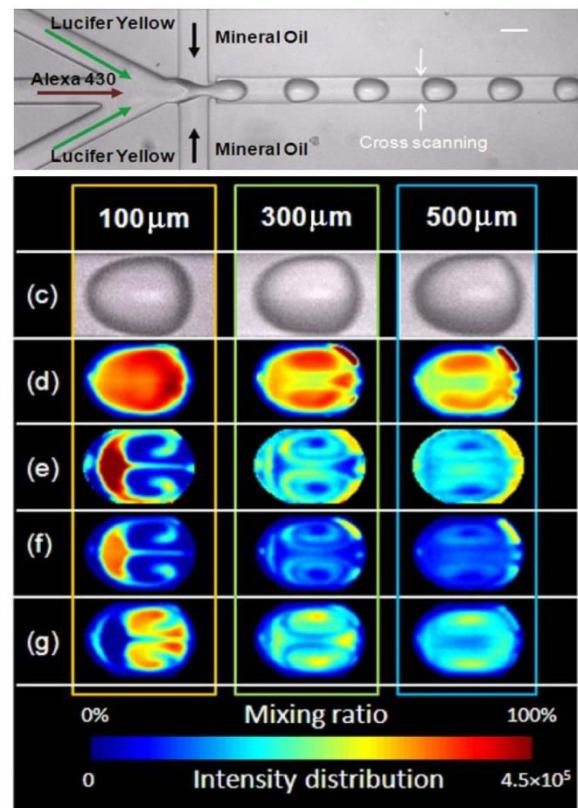 Lucifer Yellow
Mineral Oil
Alexa 430
Lucifer Yellow
Mineral Oil
Cross scanning
100μm 300μm 500μm
(c)
(d)
(e)
(f)
(g)
0% Mixing ratio 100%
0 Intensity distribution 4.5×10⁵